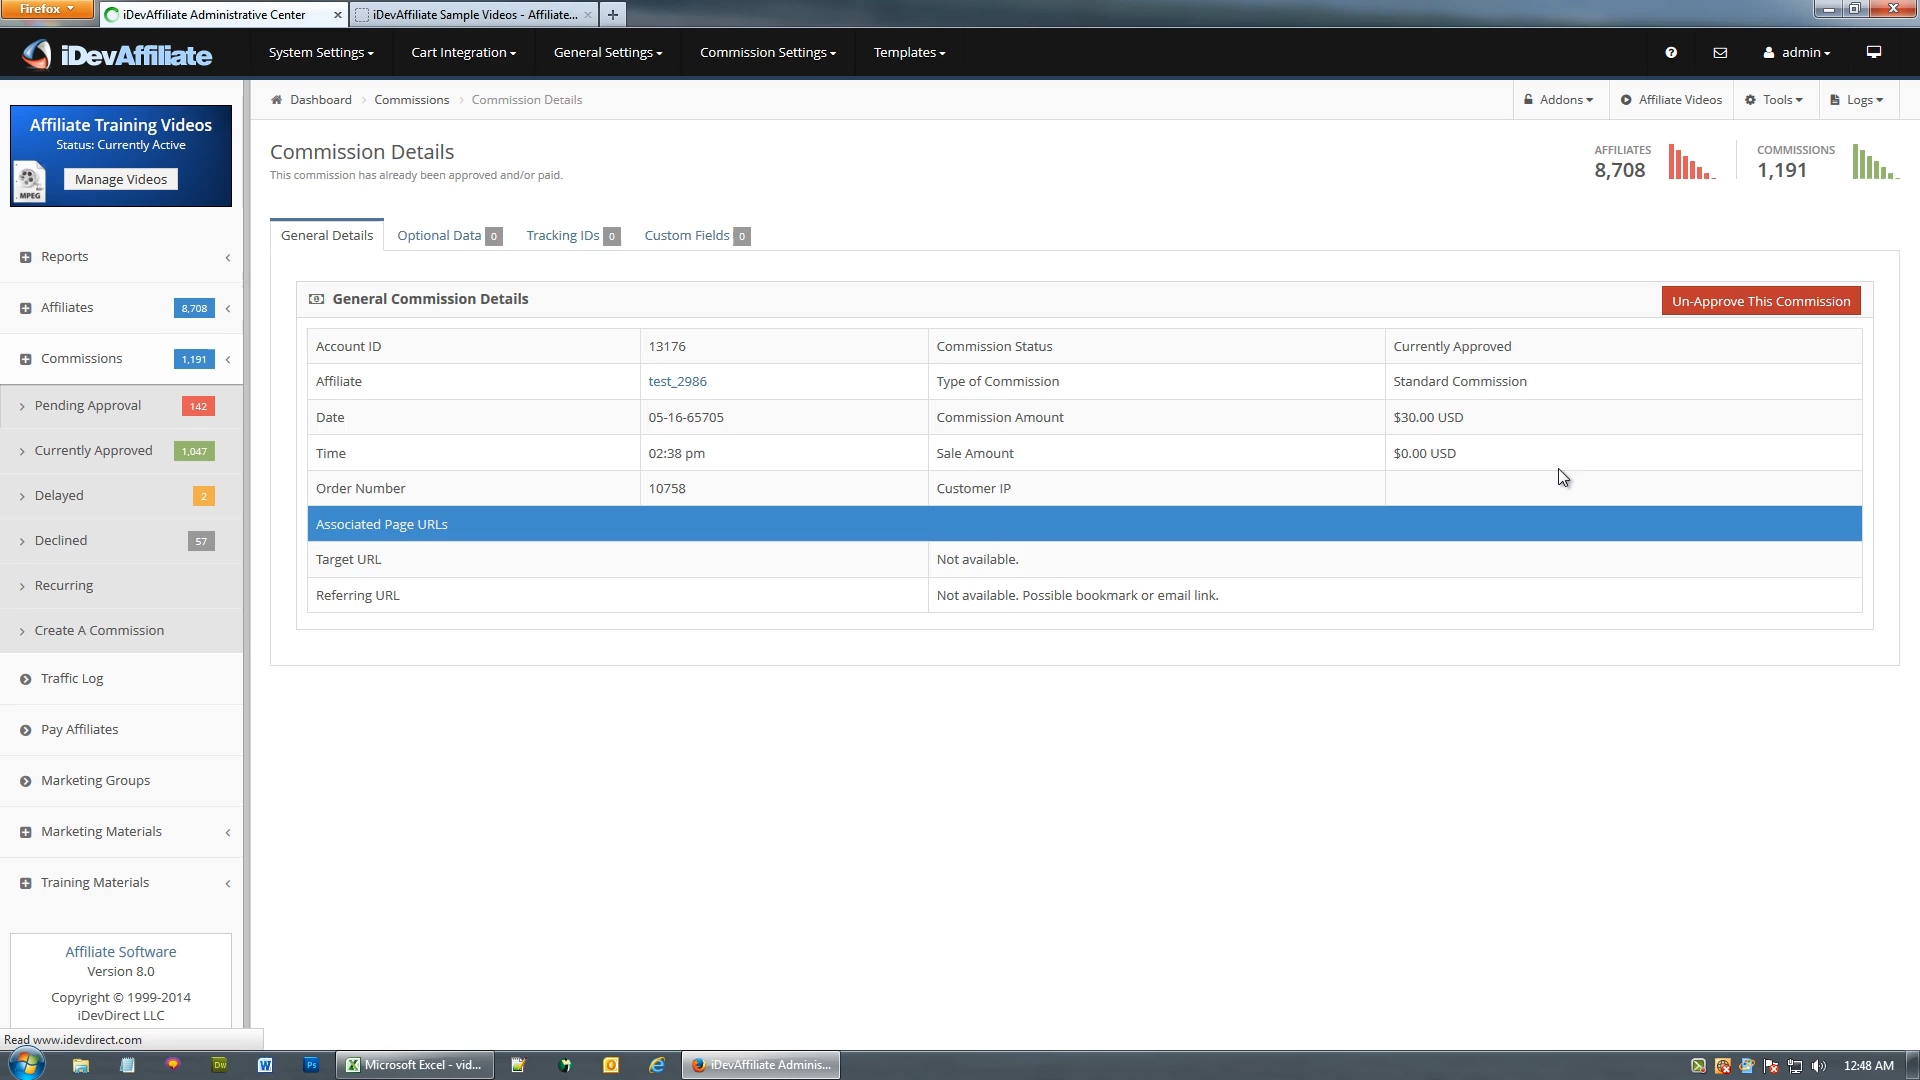 Firefox
iDevAffiliate Administrative Center
iDevAffiliate Sample Videos - Affiliate...
iDevAffiliate
System Settings
Cart Integration
General Settings
Commission Settings
Templates
admin
Dashboard
Commissions
Commission Details
Addons
Affiliate Videos
Tools
Logs
Affiliate Training Videos
Status: Currently Active
Manage Videos
MPEG
Commission Details
This commission has already been approved and/or paid.
AFFILIATES
8,708
COMMISSIONS
1,191
Reports
Affiliates 8,708
Commissions 1,191
Pending Approval 142
Currently Approved 1,047
Delayed 2
Declined 57
Recurring
Create A Commission
Traffic Log
Pay Affiliates
Marketing Groups
Marketing Materials
Training Materials
Affiliate Software
Version 8.0
Copyright © 1999-2014
iDevDirect LLC
General Details
Optional Data 0
Tracking IDs 0
Custom Fields 0
General Commission Details
Un-Approve This Commission
Account ID 13176 Commission Status Currently Approved
Affiliate test_2986 Type of Commission Standard Commission
Date 05-16-65705 Commission Amount $30.00 USD
Time 02:38 pm Sale Amount $0.00 USD
Order Number 10758 Customer IP
Associated Page URLs
Target URL Not available.
Referring URL Not available. Possible bookmark or email link.
Read www.idevdirect.com
Dw
W
Ps
Microsoft Excel - vid...
iDevAffiliate Adminis...
12:48 AM